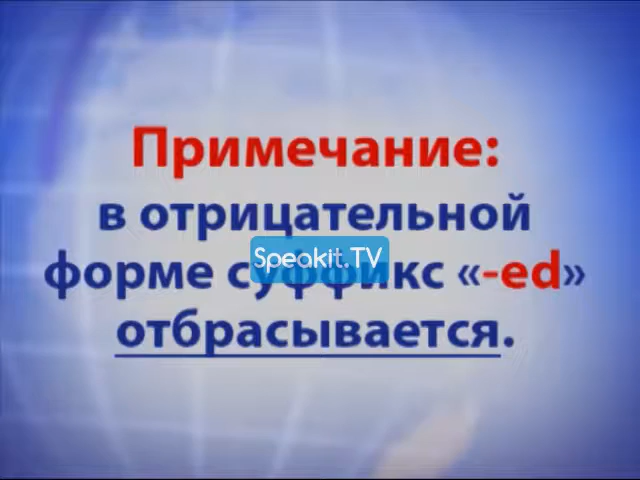 Примечание:
в отрицательной
Speakit.TV
форме суффикс «-ed»
отбрасывается.